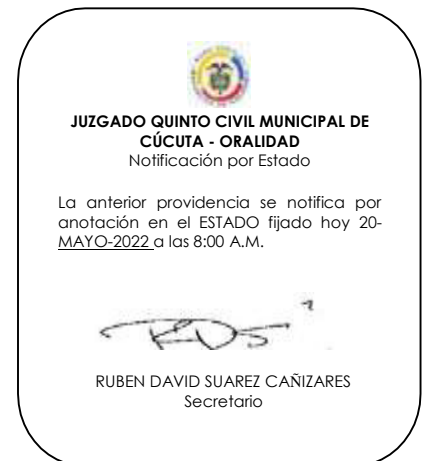 JUZGADO QUINTO CIVIL MUNICIPAL DE
CÚCUTA - ORALIDAD
Notificación por Estado
La anterior providencia se notifica por
anotación en el ESTADO fijado hoy 20-
MAYO-2022 a las 8:00 A.M.
RUBEN DAVID SUAREZ CAÑIZARES
Secretario